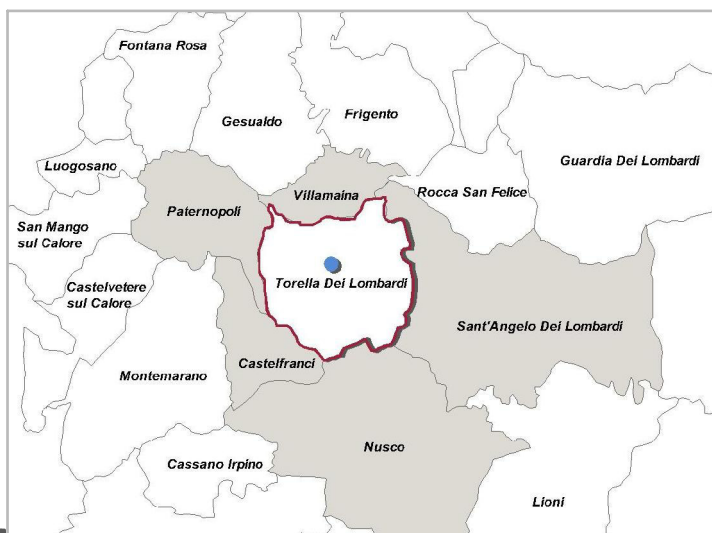 Fontana Rosa
Gesualdo
Frigento
Luogosano
Guardia Dei Lombardi
Villamaina
Rocca San Felice
Paternopoli
San Mango
sul Calore
Castelvetere
sul Calore
Torella Dei Lombardi
Sant'Angelo Dei Lombardi
Castelfranci
Montemarano
Nusco
Cassano Irpino
Lioni